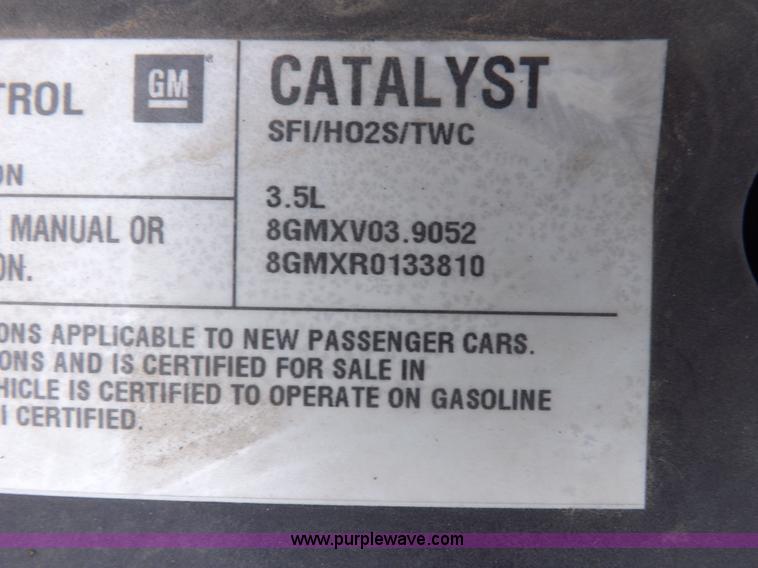 TROL
GM
ON
MANUAL OR
ON.
CATALYST
SFI/HO2S/TWC
3.5L
8GMXV03.9052
8GMXR0133810
ONS APPLICABLE TO NEW PASSENGER CARS.
ONS AND IS CERTIFIED FOR SALE IN
HICLE IS CERTIFIED TO OPERATE ON GASOLINE
I CERTIFIED.
www.purplewave.com